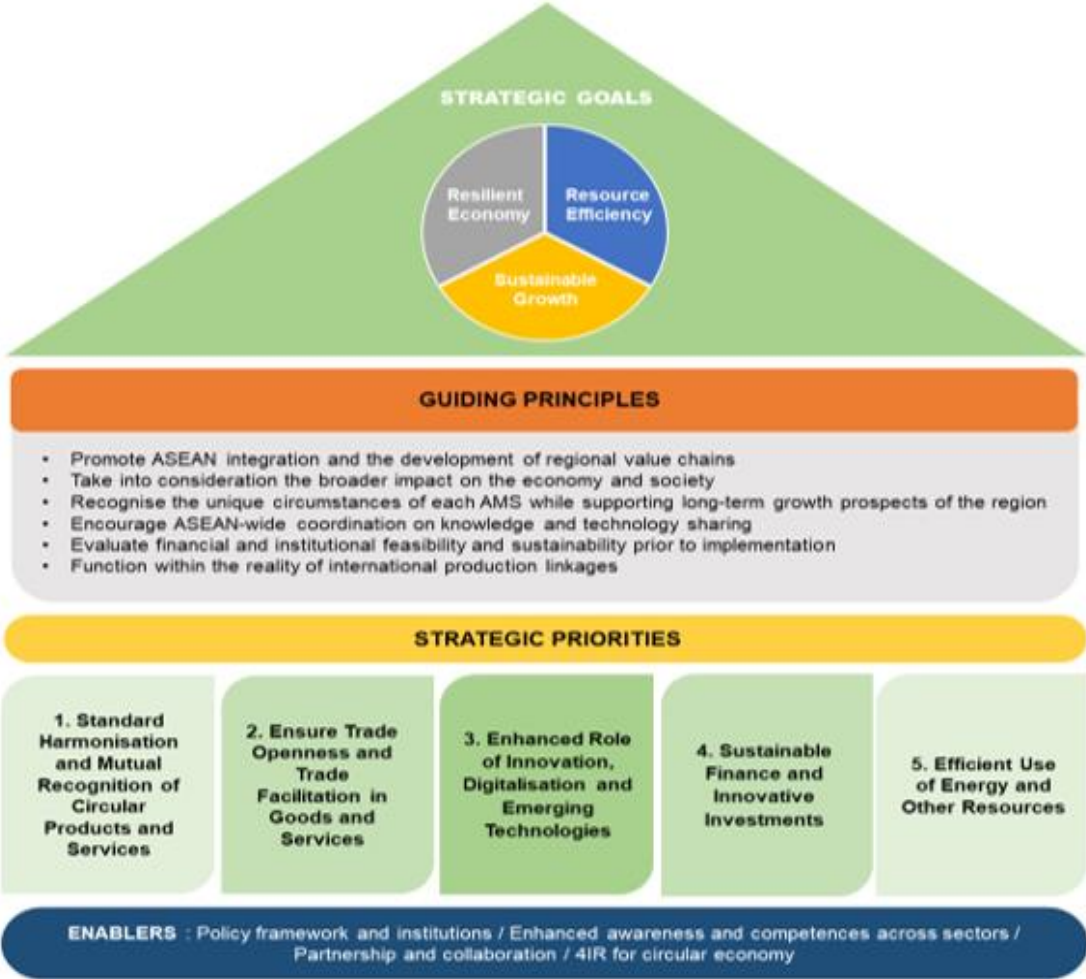 STRATEGIC GOALS
Resilient
Economy
Resource
Efficiency
Sustainable
Growth
GUIDING PRINCIPLES
• Promote ASEAN integration and the development of regional value chains
• Take into consideration the broader impact on the economy and society
• Recognise the unique circumstances of each AMS while supporting long-term growth prospects of the region
• Encourage ASEAN-wide coordination on knowledge and technology sharing
• Evaluate financial and institutional feasibility and sustainability prior to implementation
• Function within the reality of international production linkages
STRATEGIC PRIORITIES
1. Standard
Harmonisation
and Mutual
Recognition of
Circular
Products and
Services
2. Ensure Trade
Openness and
Trade
Facilitation in
Goods and
Services
3. Enhanced Role
of Innovation,
Digitalisation and
Emerging
Technologies
4. Sustainable
Finance and
Innovative
Investments
5. Efficient Use
of Energy and
Other Resources
ENABLERS : Policy framework and institutions / Enhanced awareness and competences across sectors /
Partnership and collaboration / 4IR for circular economy